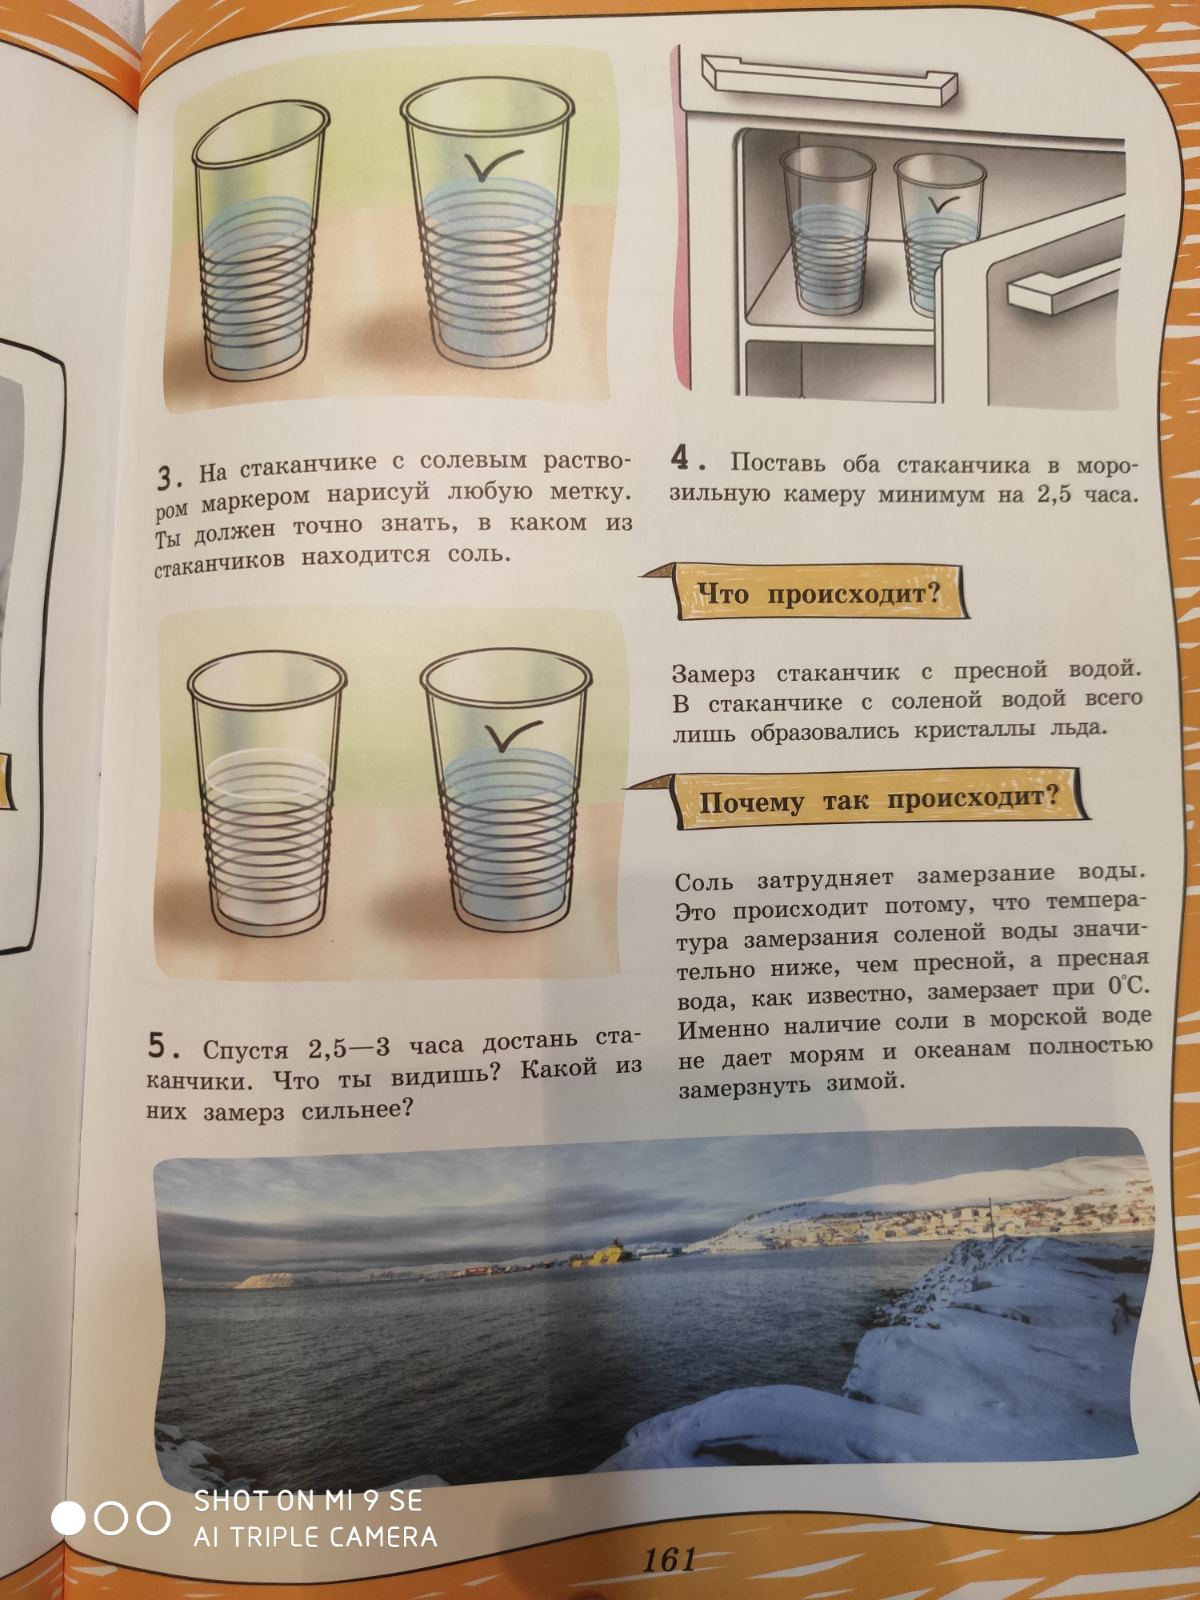 3. На стаканчике с солевым раство-
ром маркером нарисуй любую метку.
Ты должен точно знать, в каком из
стаканчиков находится соль.
4. Поставь оба стаканчика в моро-
зильную камеру минимум на 2,5 часа.
Что происходит?
Замерз стаканчик с пресной водой.
В стаканчике с соленой водой всего
лишь образовались кристаллы льда.
Почему так происходит?
Соль затрудняет замерзание воды.
Это происходит потому, что темпера-
тура замерзания соленой воды значи-
тельно ниже, чем пресной, а пресная
вода, как известно, замерзает при 0°С.
Именно наличие соли в морской воде
не дает морям и океанам полностью
замерзнуть зимой.
5. Спустя 2,5—3 часа достань ста-
канчики. Что ты видишь? Какой из
них замерз сильнее?
SHOT ON MI 9 SE
AI TRIPLE CAMERA
161